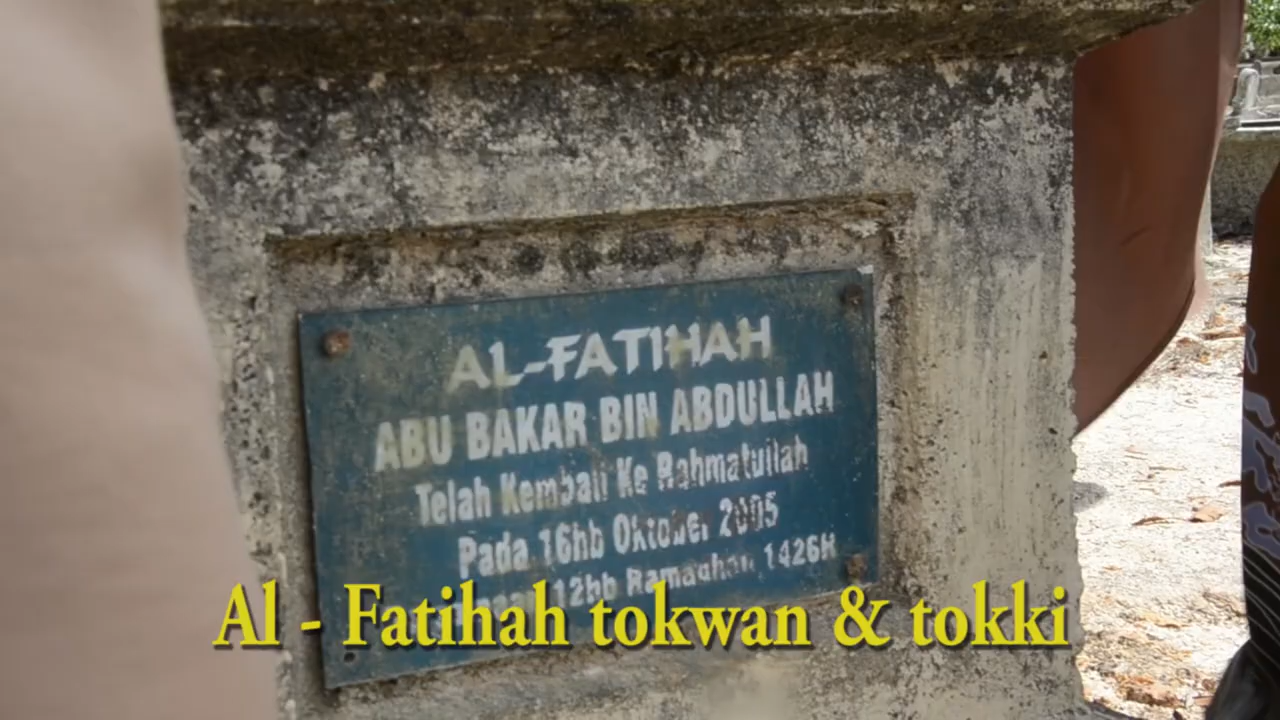 AL-FATIHAH
ABU BAKAR BIN ABDULLAH
Telah Kembali Ke Rahmatullah
Pada 16hb Oktober 2005
12hb Ramadhan 1426H
Al - Fatihah tokwan & tokki